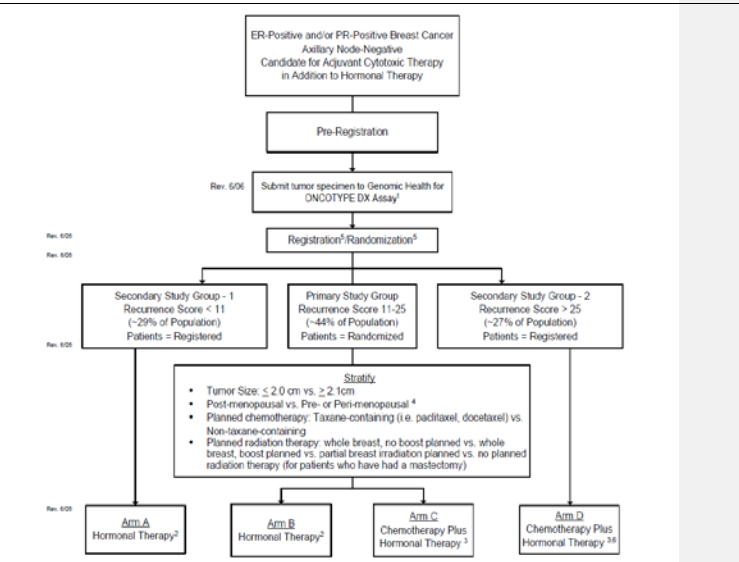 ER-Positive and/or PR-Positive Breast Cancer
Axillary Node-Negative
Candidate for Adjuvant Cytotoxic Therapy
in Addition to Hormonal Therapy
Pre-Registration
Rev. 6/06
Submit tumor specimen to Genomic Health for
ONCOTYPE DX Assay¹
Rev. 6/06
Rev. 6/06
Registration⁵/Randomization⁵
Secondary Study Group - 1
Recurrence Score < 11
(~29% of Population)
Patients = Registered
Primary Study Group
Recurrence Score 11-25
(~44% of Population)
Patients = Randomized
Secondary Study Group - 2
Recurrence Score > 25
(~27% of Population)
Patients = Registered
Rev. 6/06
Stratify
• Tumor Size: ≤ 2.0 cm vs. ≥ 2.1cm
• Post-menopausal vs. Pre- or Peri-menopausal ⁴
• Planned chemotherapy: Taxane-containing (i.e. paclitaxel, docetaxel) vs.
Non-taxane-containing
• Planned radiation therapy: whole breast, no boost planned vs. whole
breast, boost planned vs. partial breast irradiation planned vs. no planned
radiation therapy (for patients who have had a mastectomy)
Rev. 6/06
Arm A
Hormonal Therapy²
Arm B
Hormonal Therapy²
Arm C
Chemotherapy Plus
Hormonal Therapy ³
Arm D
Chemotherapy Plus
Hormonal Therapy ³·⁶